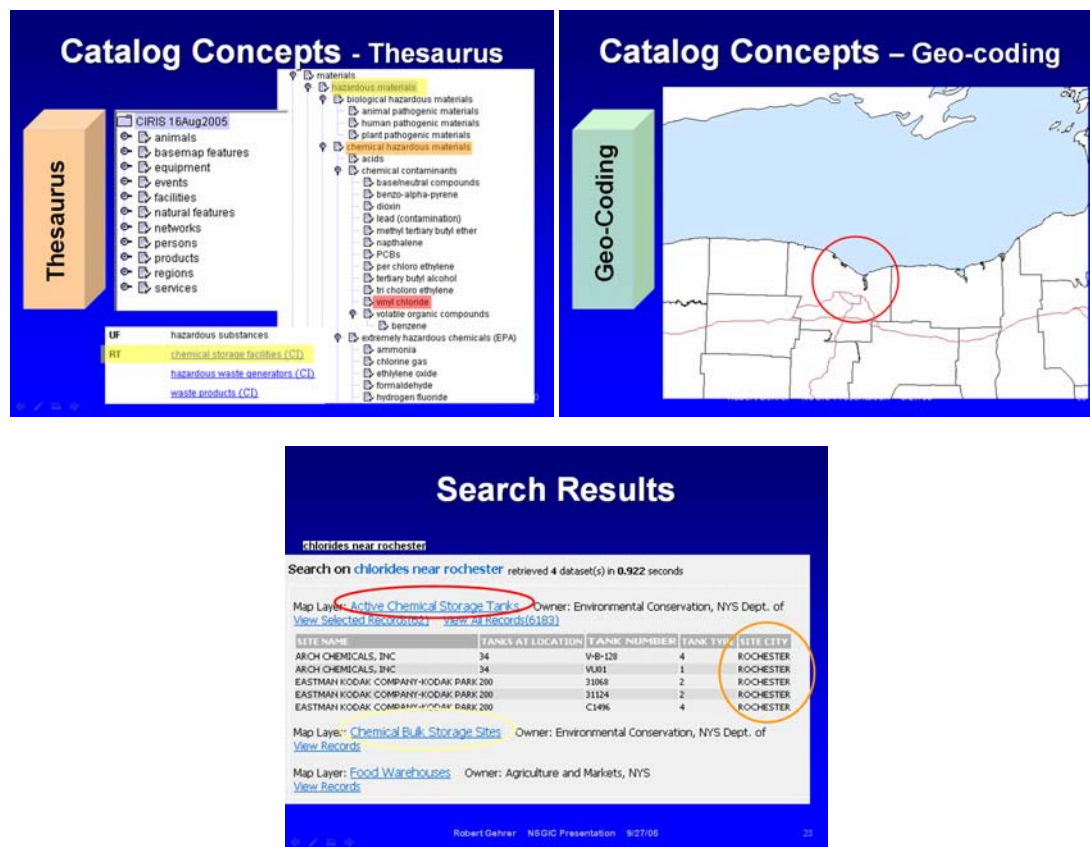 Catalog Concepts - Thesaurus
Thesaurus
CIRIS 16Aug2005
animals
basemap features
equipment
events
facilities
natural features
networks
persons
products
regions
services
materials
hazardous materials
biological hazardous materials
animal pathogenic materials
human pathogenic materials
plant pathogenic materials
chemical hazardous materials
acids
chemical contaminants
base/neutral compounds
benzo-alpha-pyrene
dioxin
lead (contamination)
methyl tertiary butyl ether
napthalene
PCBs
per chloro ethylene
tertiary butyl alcohol
tri choloro ethylene
vinyl chloride
volatile organic compounds
benzene
extremely hazardous chemicals (EPA)
ammonia
chlorine gas
ethlylene oxide
formaldehyde
hydrogen fluoride
UF hazardous substances
RT chemical storage facilities (CI)
hazardous waste generators (CI)
waste products (CI)
Catalog Concepts – Geo-coding
Geo-Coding
Search Results
chlorides near rochester
Search on chlorides near rochester retrieved 4 dataset(s) in 0.922 seconds
Map Layer: Active Chemical Storage Tanks Owner: Environmental Conservation, NYS Dept. of
View Selected Records(62) View All Records(6183)
SITE NAME TANKS AT LOCATION TANK NUMBER TANK TYPE SITE CITY
ARCH CHEMICALS, INC 34 V-B-128 4 ROCHESTER
ARCH CHEMICALS, INC 34 VU01 1 ROCHESTER
EASTMAN KODAK COMPANY-KODAK PARK 200 31068 2 ROCHESTER
EASTMAN KODAK COMPANY-KODAK PARK 200 31124 2 ROCHESTER
EASTMAN KODAK COMPANY-KODAK PARK 200 C1496 4 ROCHESTER
Map Layer: Chemical Bulk Storage Sites Owner: Environmental Conservation, NYS Dept. of
View Records
Map Layer: Food Warehouses Owner: Agriculture and Markets, NYS
View Records
Robert Gehrer NSGIC Presentation 9/27/05 23